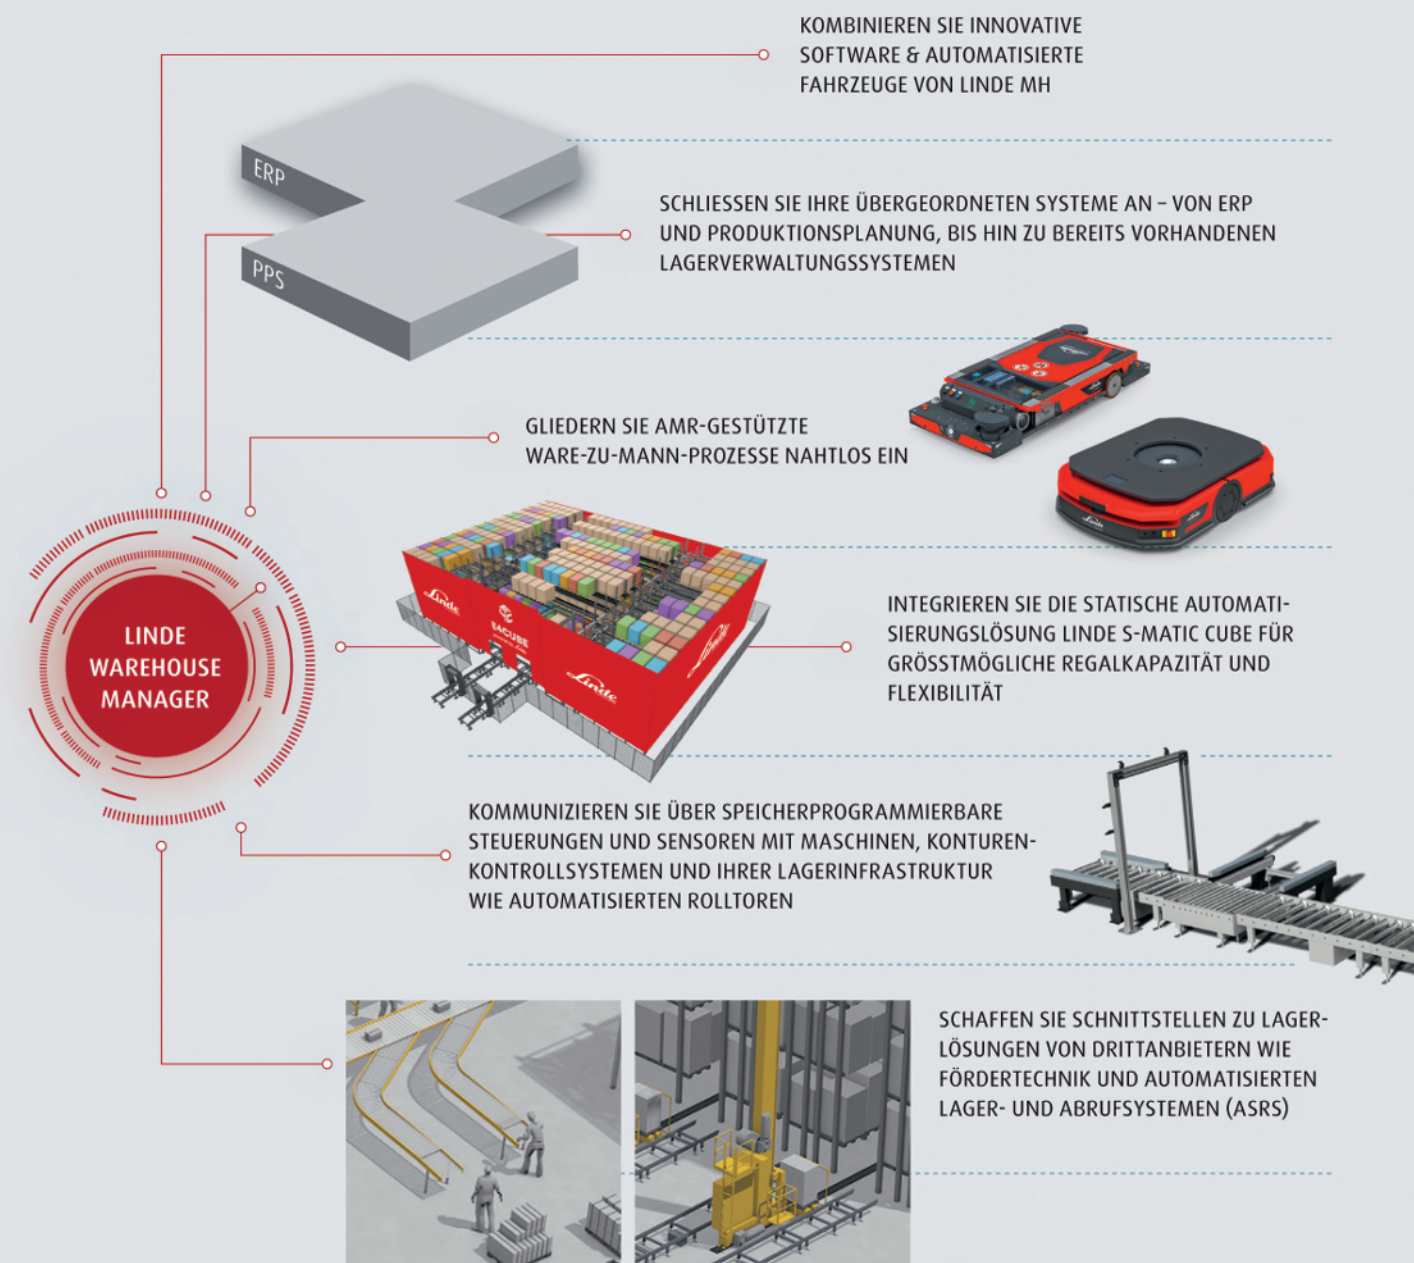 KOMBINIEREN SIE INNOVATIVE
SOFTWARE & AUTOMATISIERTE
FAHRZEUGE VON LINDE MH
ERP
SCHLIESSEN SIE IHRE ÜBERGEORDNETEN SYSTEME AN – VON ERP
UND PRODUKTIONSPLANUNG, BIS HIN ZU BEREITS VORHANDENEN
LAGERVERWALTUNGSSYSTEMEN
PPS
GLIEDERN SIE AMR-GESTÜTZTE
WARE-ZU-MANN-PROZESSE NAHTLOS EIN
Linde
LINDE
WAREHOUSE
MANAGER
Linde
Linde
Linde
INTEGRIEREN SIE DIE STATISCHE AUTOMATI-
SIERUNGSLÖSUNG LINDE S-MATIC CUBE FÜR
GRÖSSTMÖGLICHE REGALKAPAZITÄT UND
FLEXIBILITÄT
KOMMUNIZIEREN SIE ÜBER SPEICHERPROGRAMMIERBARE
STEUERUNGEN UND SENSOREN MIT MASCHINEN, KONTUREN-
KONTROLLSYSTEMEN UND IHRER LAGERINFRASTRUKTUR
WIE AUTOMATISIERTEN ROLLTOREN
SCHAFFEN SIE SCHNITTSTELLEN ZU LAGER-
LÖSUNGEN VON DRITTANBIETERN WIE
FÖRDERTECHNIK UND AUTOMATISIERTEN
LAGER- UND ABRUFSYSTEMEN (ASRS)